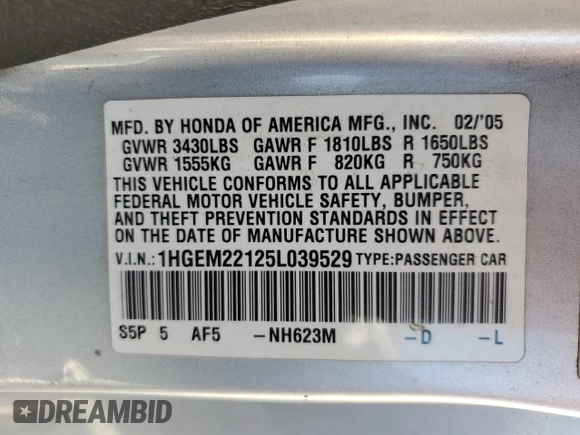 MFD. BY HONDA OF AMERICA MFG., INC. 02/'05
GVWR 3430LBS GAWR F 1810LBS R 1650LBS
GVWR 1555KG GAWR F 820KG R 750KG
THIS VEHICLE CONFORMS TO ALL APPLICABLE
FEDERAL MOTOR VEHICLE SAFETY, BUMPER,
AND THEFT PREVENTION STANDARDS IN EFFECT
ON THE DATE OF MANUFACTURE SHOWN ABOVE.
V.I.N.: 1HGEM22125L039529 TYPE:PASSENGER CAR
S5P 5 AF5 –NH623M –D –L
DREAMBID